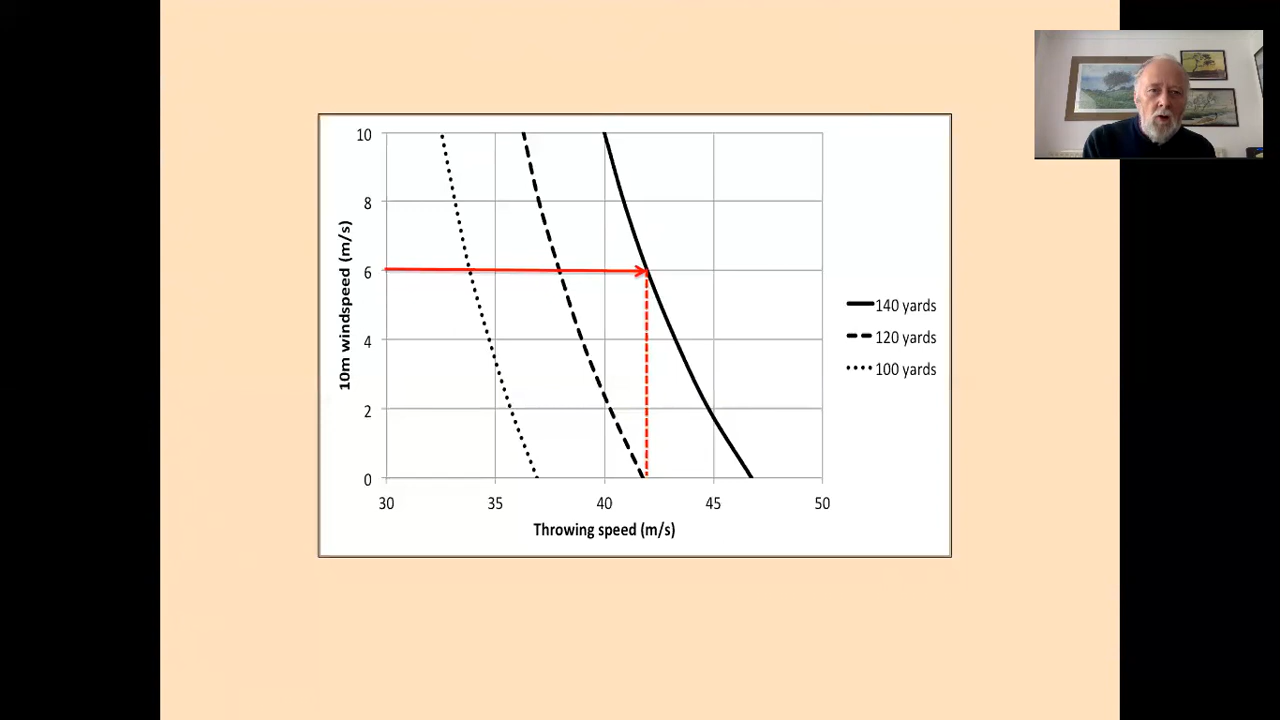 10
8
6
4
2
0
10m windspeed (m/s)
30 35 40 45 50
Throwing speed (m/s)
140 yards
120 yards
100 yards